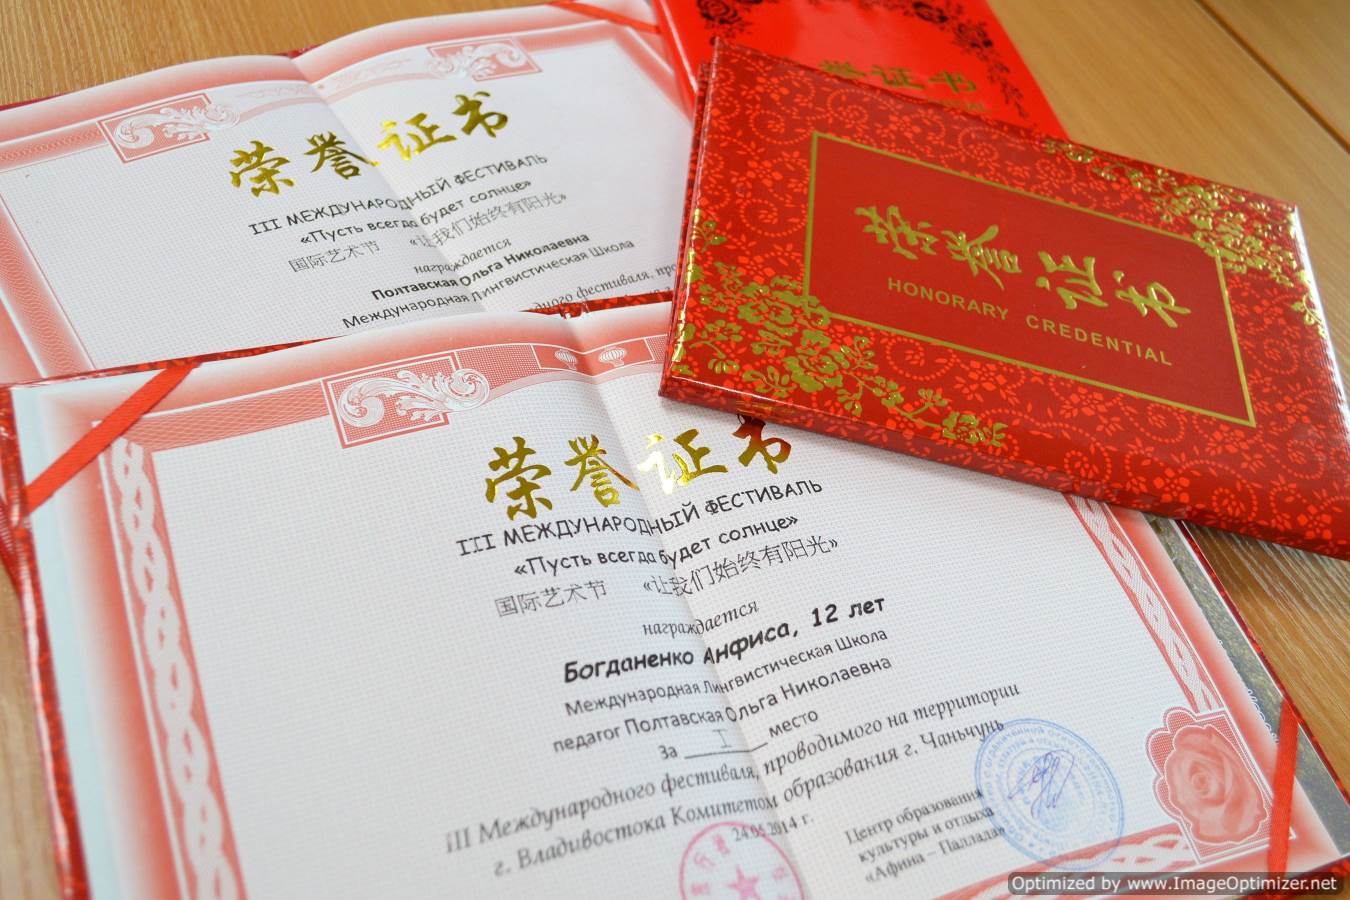 荣誉证书
III МЕЖДУНАРОДНЫЙ ФЕСТИВАЛЬ
«Пусть всегда будет солнце»
国际艺术节 «让我们始终有阳光»
награждается
Полтавская Ольга Николаевна
Международная Лингвистическая Школа
誉证书
荣誉证书
HONORARY CREDENTIAL
荣誉证书
III МЕЖДУНАРОДНЫЙ ФЕСТИВАЛЬ
«Пусть всегда будет солнце»
国际艺术节 «让我们始终有阳光»
награждается
Богданенко Анфиса, 12 лет
Международная Лингвистическая Школа
педагог Полтавская Ольга Николаевна
За I место
III Международного фестиваля, проводимого на территории
г. Владивостока Комитетом образования г. Чаньчунь
24.05.2014 г.
Центр образования
культуры и отдыха
«Афина – Паллада»
Optimized by www.ImageOptimizer.net